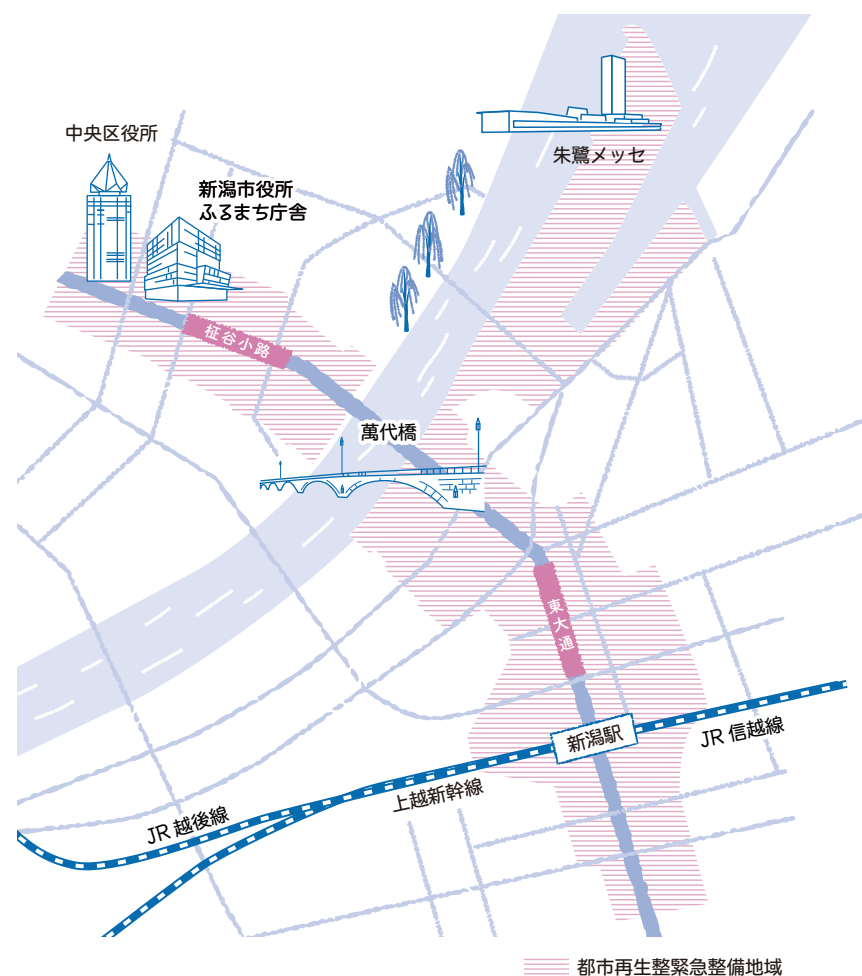 中央区役所
新潟市役所
ふるまち庁舎
朱鷺メッセ
柾谷小路
萬代橋
東大通
新潟駅
JR 信越線
上越新幹線
JR 越後線
都市再生整緊急整備地域